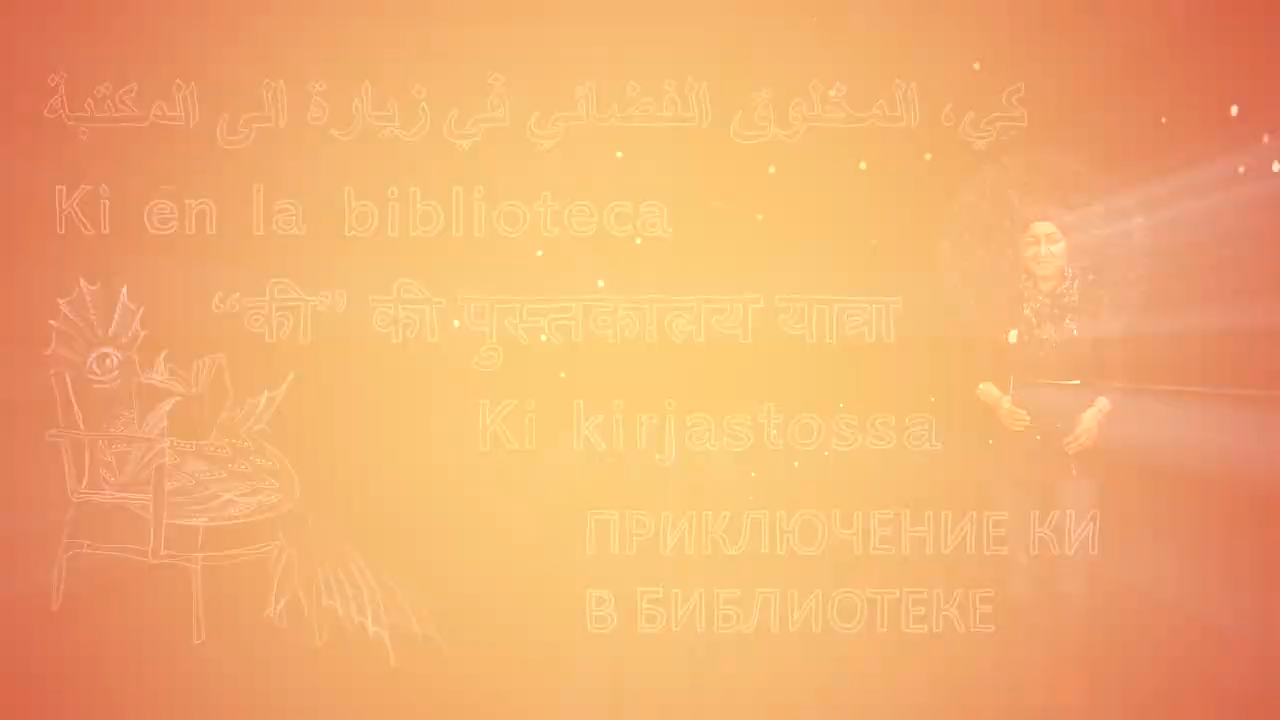 كي، المخلوق الفضائي في زيارة الى المكتبة
Ki en la biblioteca
“की” की पुस्तकालय यात्रा
Ki kirjastossa
ПРИКЛЮЧЕНИЕ КИ
В БИБЛИОТЕКЕ